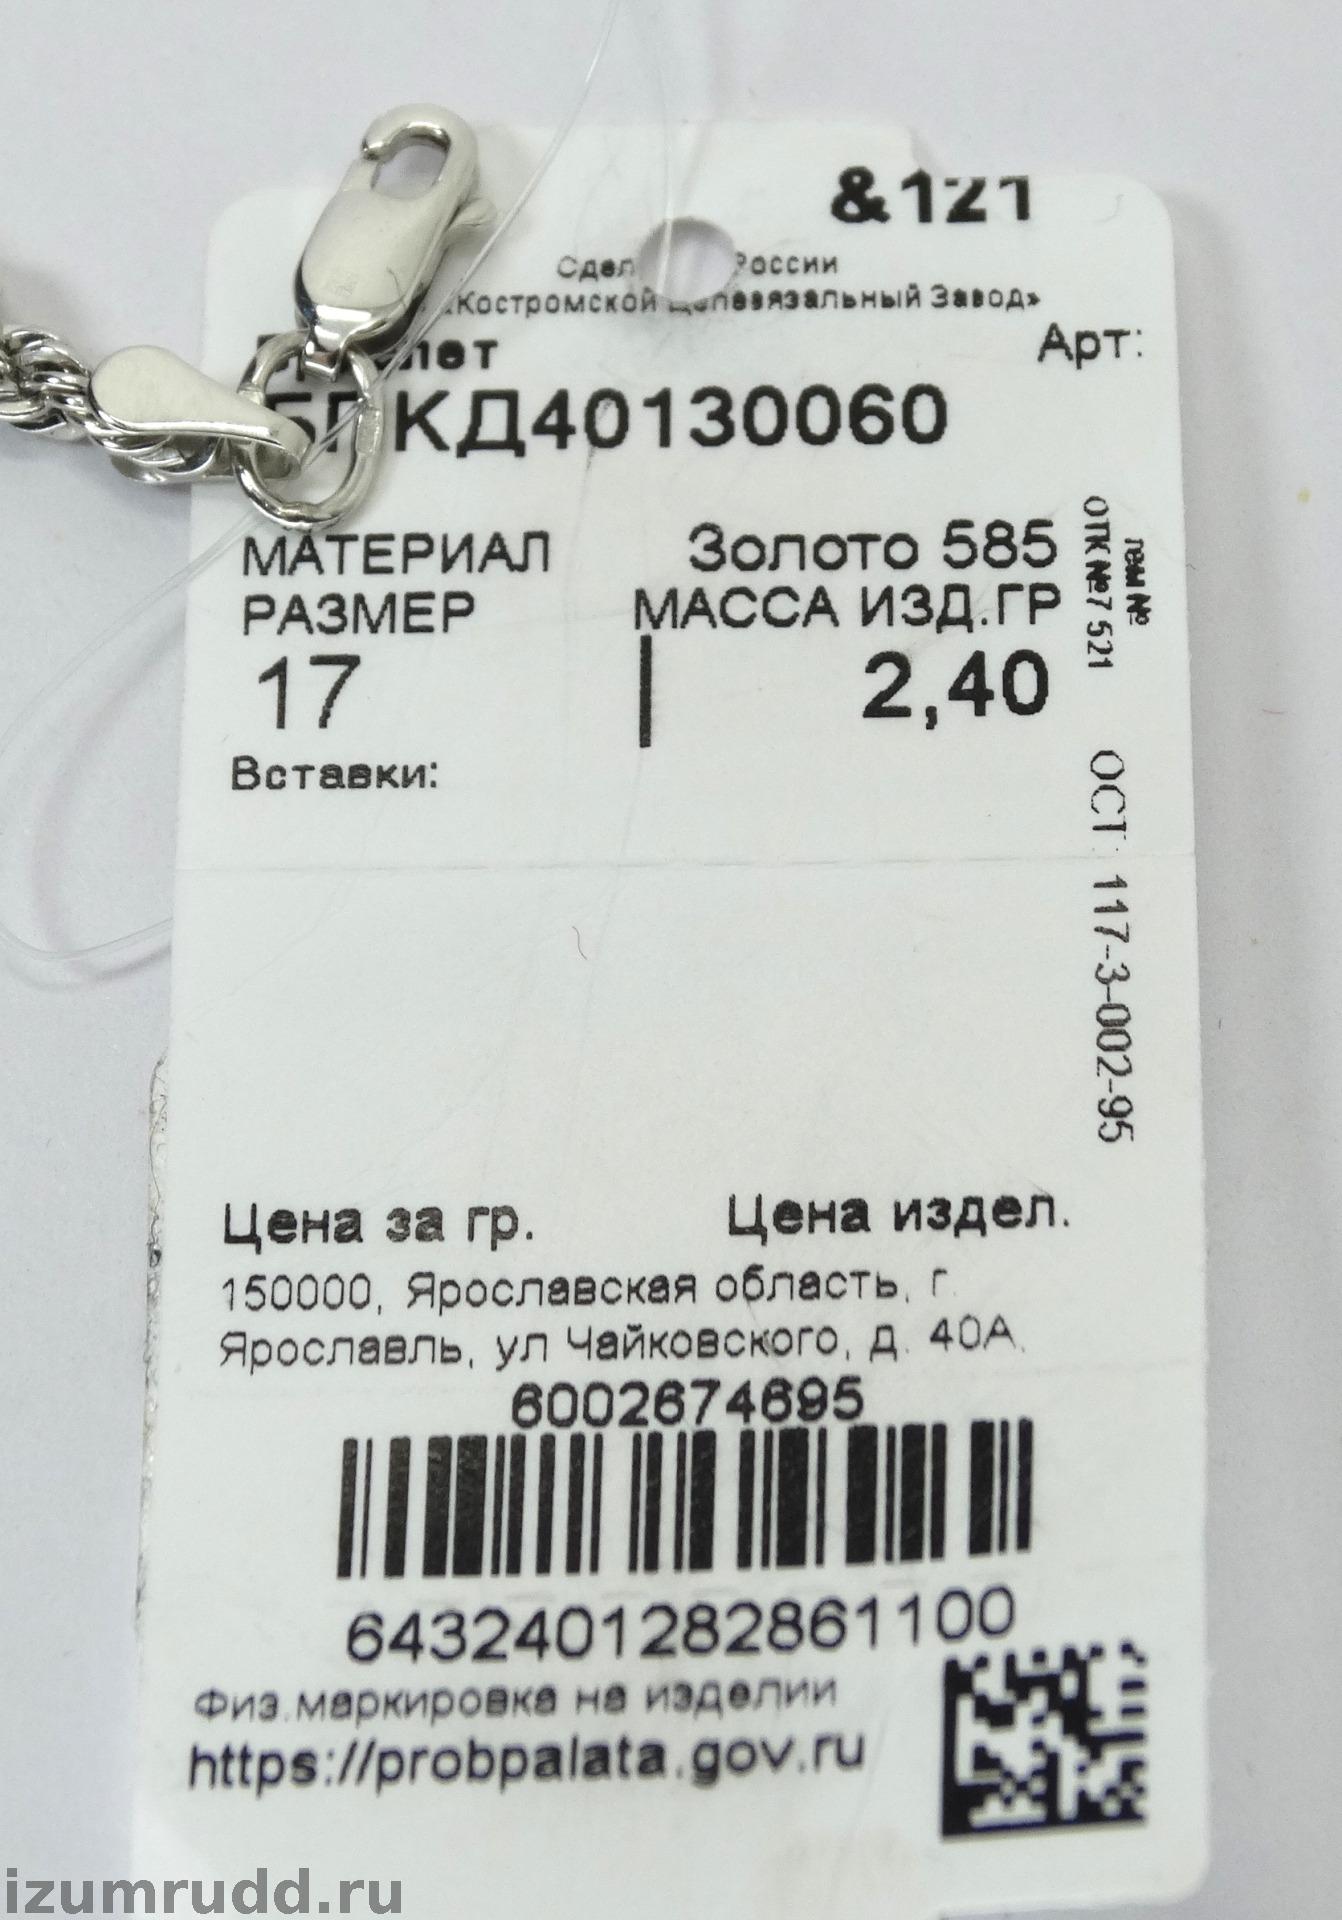 &121
России
«Костромской Цепевязальный Завод»
Арт:
КД40130060
МАТЕРИАЛ Золото 585
РАЗМЕР МАССА ИЗД.ГР
17 2,40
Вставки:
ОПК №7 521
ОСТ: 117-3-002-95
Цена за гр. Цена издел.
150000, Ярославская область, г.
Ярославль, ул Чайковского, д. 40А,
6002674695
6432401282861100
Физ.маркировка на изделии
https://probpalata.gov.ru
izumrudd.ru